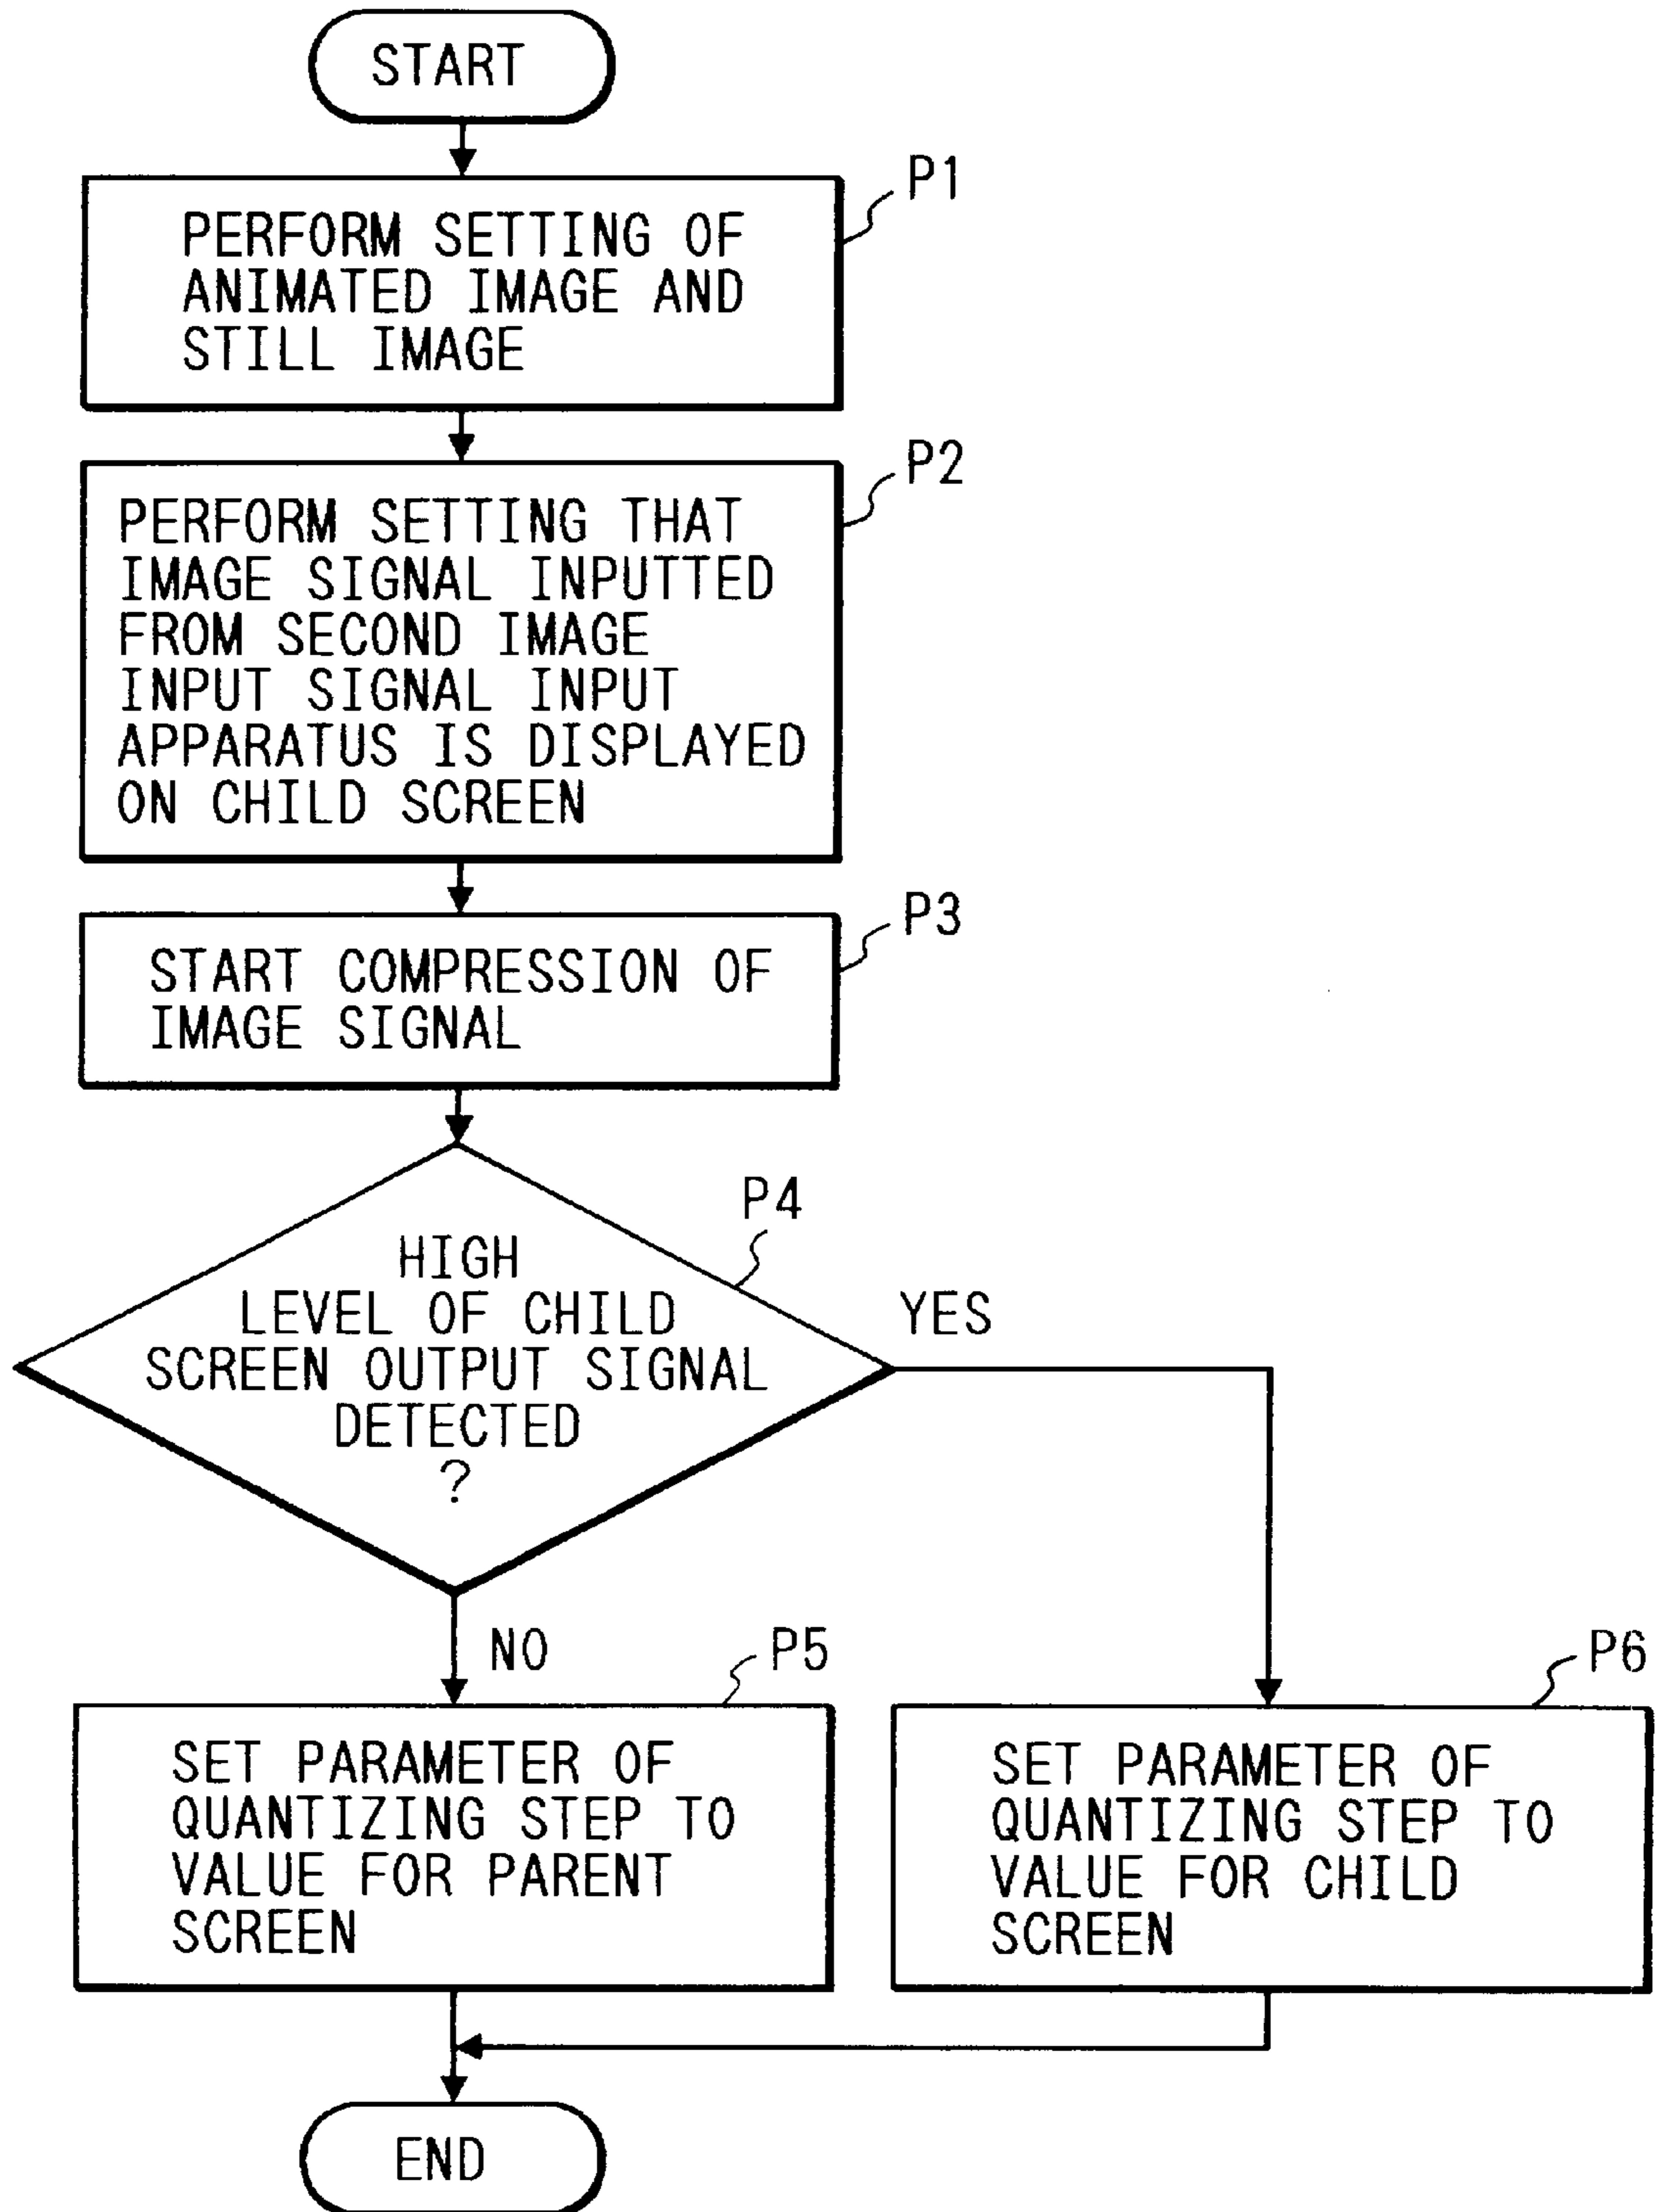 START
P1
PERFORM SETTING OF
ANIMATED IMAGE AND
STILL IMAGE
P2
PERFORM SETTING THAT
IMAGE SIGNAL INPUTTED
FROM SECOND IMAGE
INPUT SIGNAL INPUT
APPARATUS IS DISPLAYED
ON CHILD SCREEN
P3
START COMPRESSION OF
IMAGE SIGNAL
P4
HIGH
LEVEL OF CHILD
SCREEN OUTPUT SIGNAL
DETECTED
?
YES
NO
P5
SET PARAMETER OF
QUANTIZING STEP TO
VALUE FOR PARENT
SCREEN
P6
SET PARAMETER OF
QUANTIZING STEP TO
VALUE FOR CHILD
SCREEN
END